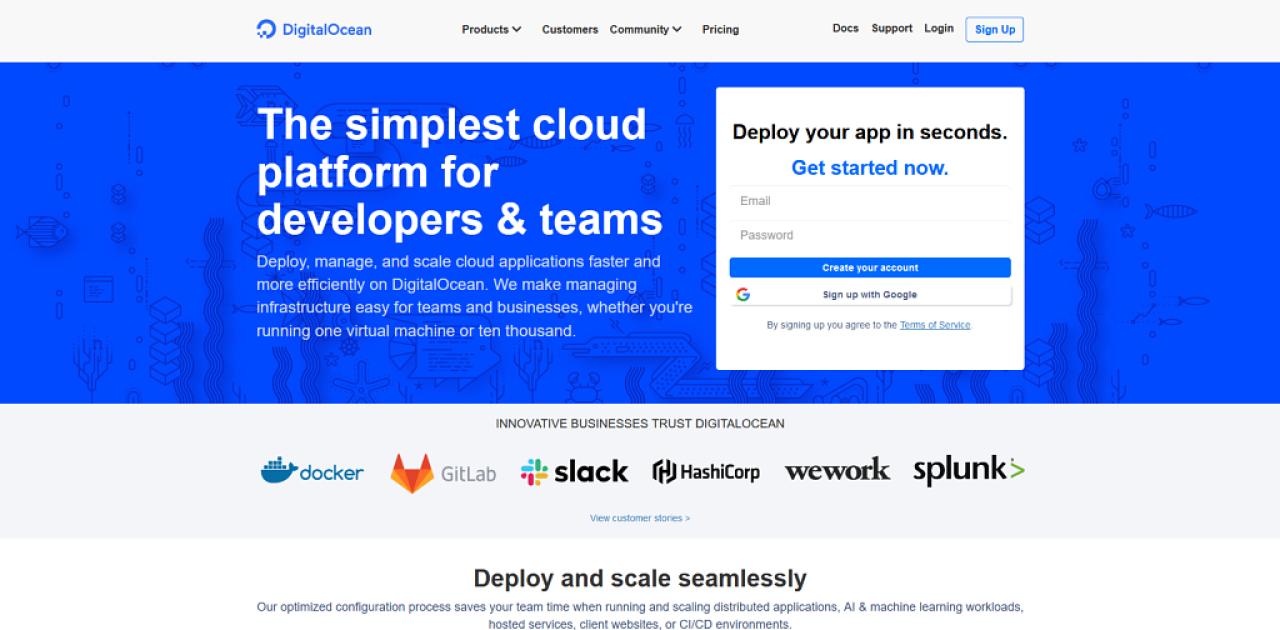 DigitalOcean
Products Customers Community Pricing
Docs Support Login Sign Up
The simplest cloud
platform for
developers & teams
Deploy, manage, and scale cloud applications faster and
more efficiently on DigitalOcean. We make managing
infrastructure easy for teams and businesses, whether you're
running one virtual machine or ten thousand.
Deploy your app in seconds.
Get started now.
Email
Password
Create your account
Sign up with Google
By signing up you agree to the Terms of Service.
INNOVATIVE BUSINESSES TRUST DIGITALOCEAN
docker GitLab slack HashiCorp wework splunk>
View customer stories >
Deploy and scale seamlessly
Our optimized configuration process saves your team time when running and scaling distributed applications, AI & machine learning workloads,
hosted services, client websites, or CI/CD environments.